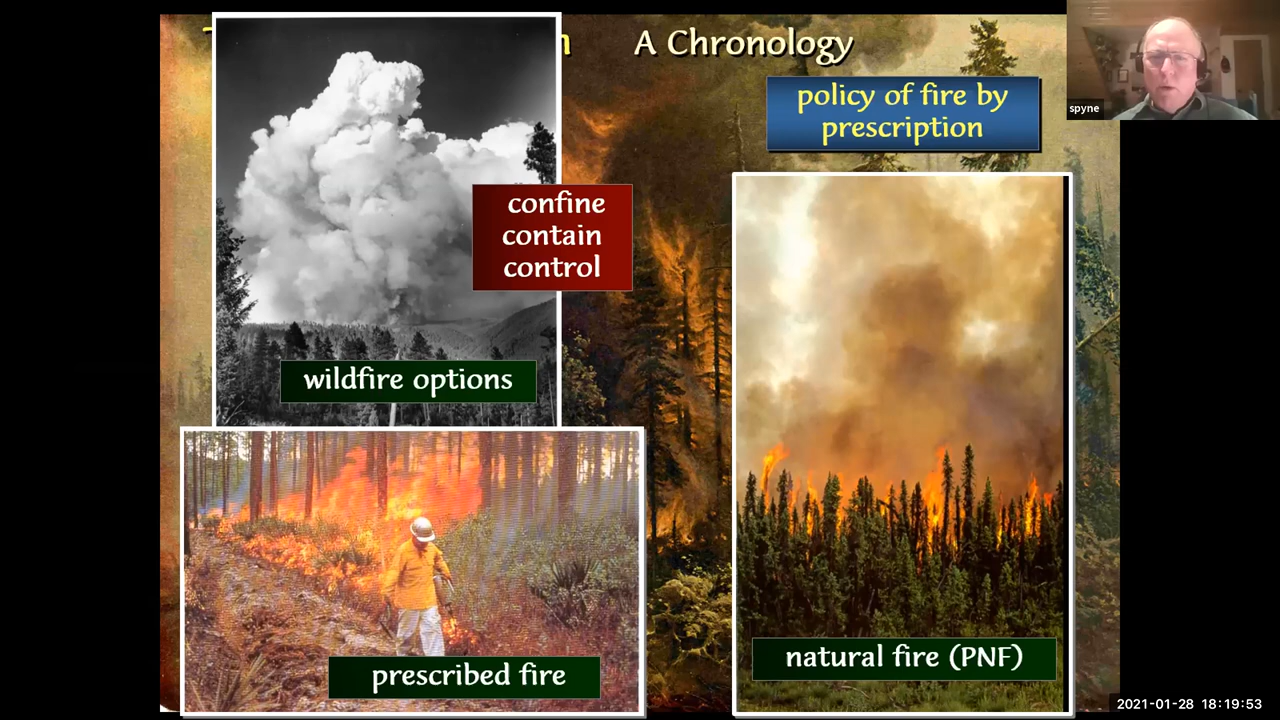 A Chronology
policy of fire by
prescription
spyne
confine
contain
control
wildfire options
prescribed fire
natural fire (PNF)
2021-01-28 18:19:53